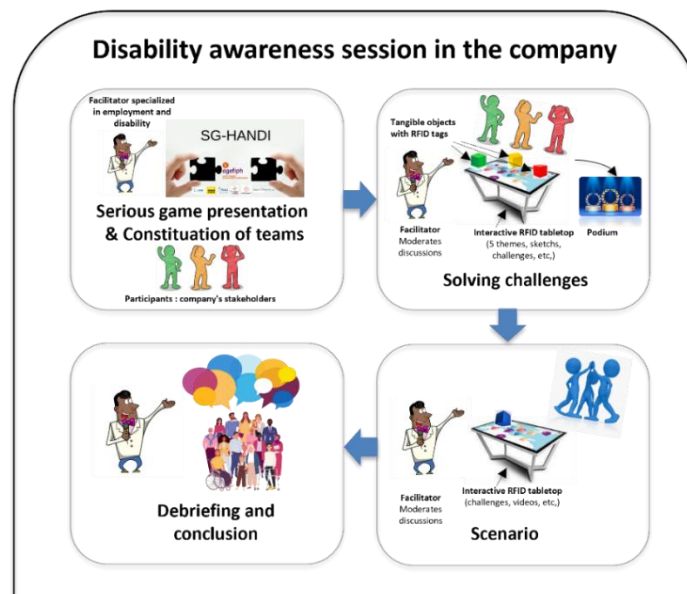 Disability awareness session in the company
Facilitator specialized
in employment and
disability
SG-HANDI
agefiph
Serious game presentation
& Constituation of teams
Participants : company's stakeholders
Tangible objects
with RFID tags
Facilitator
Moderates
discussions
Interactive RFID tabletop
(5 themes, sketchs,
challenges, etc,)
Podium
Solving challenges
Facilitator
Moderates
discussions
Interactive RFID tabletop
(challenges, videos, etc,)
Scenario
Debriefing and
conclusion